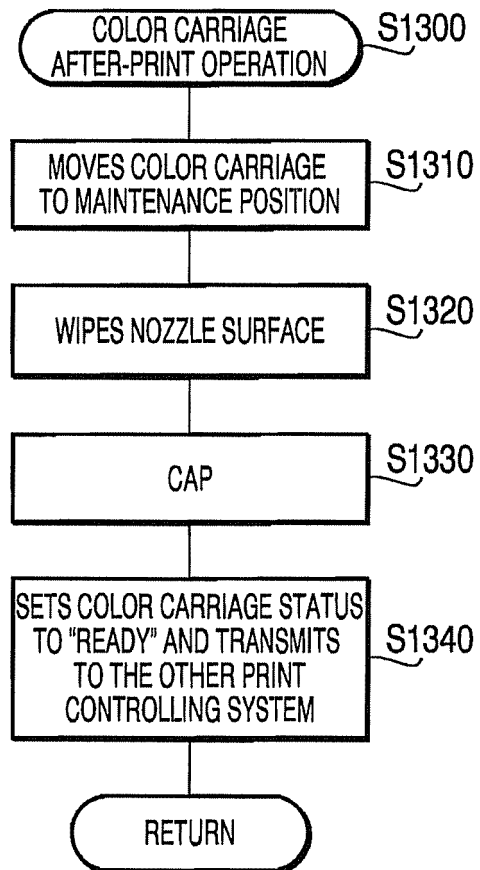 COLOR CARRIAGE
AFTER-PRINT OPERATION
S1300
MOVES COLOR CARRIAGE
TO MAINTENANCE POSITION
S1310
WIPES NOZZLE SURFACE
S1320
CAP
S1330
SETS COLOR CARRIAGE STATUS
TO "READY" AND TRANSMITS
TO THE OTHER PRINT
CONTROLLING SYSTEM
S1340
RETURN